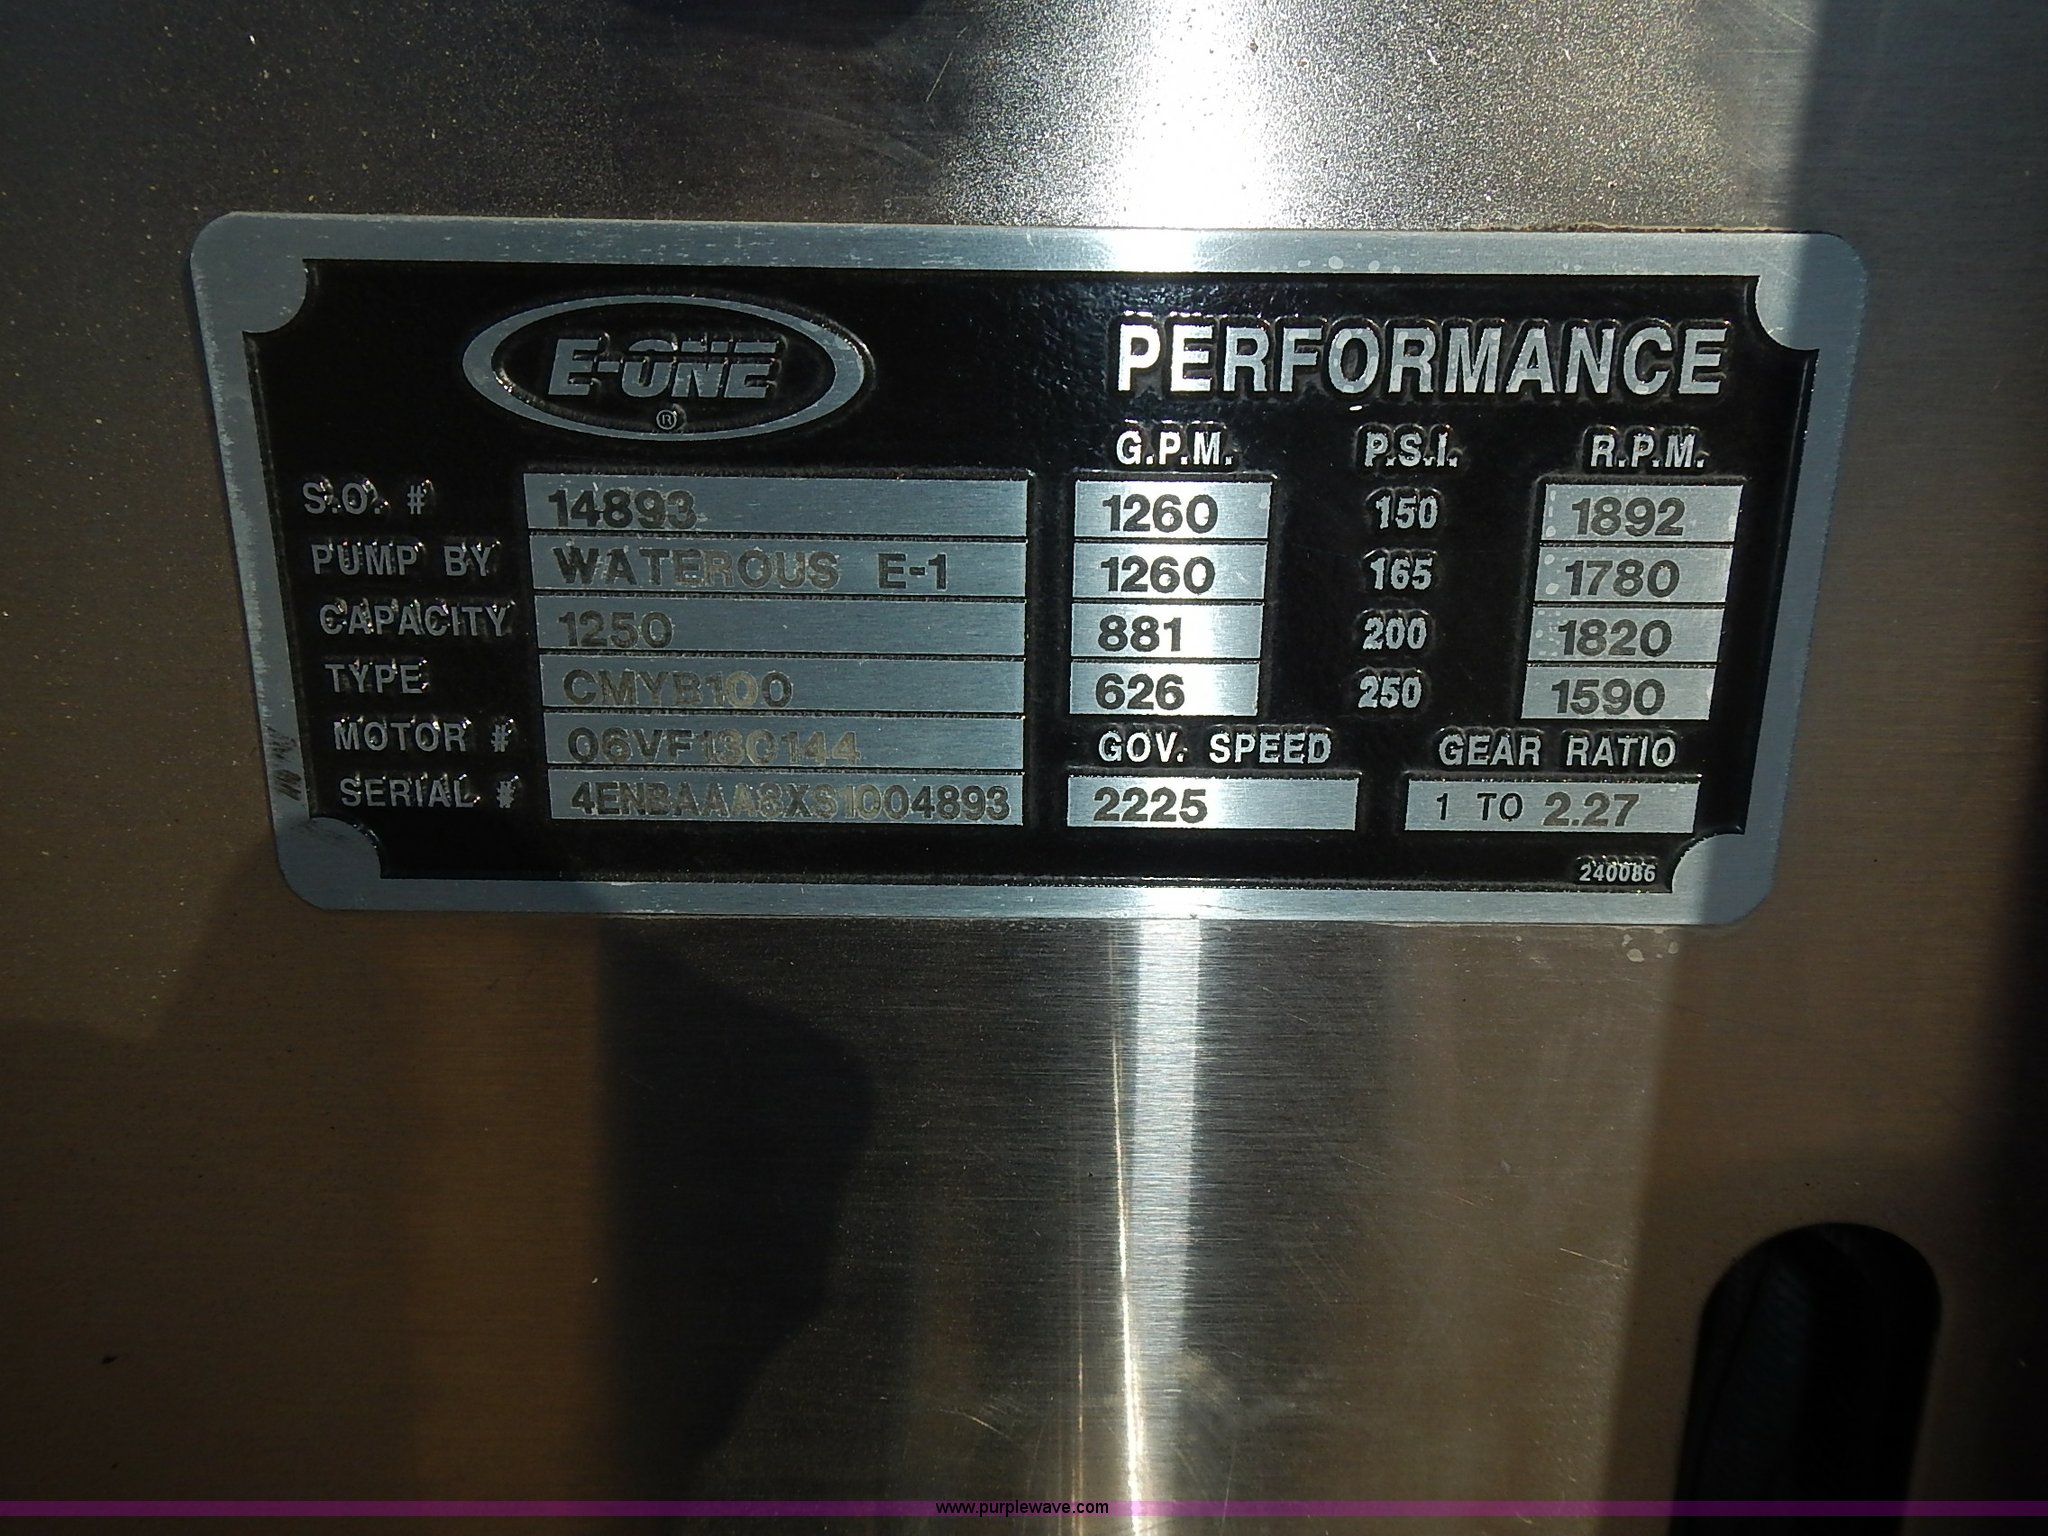 E-ONE
®
PERFORMANCE
G.P.M. P.S.I. R.P.M.
S.O. # 14893 1260 150 1892
PUMP BY WATEROUS E-1 1260 165 1780
CAPACITY 1250 881 200 1820
TYPE CMYB100 626 250 1590
MOTOR # 06VF130144 GOV. SPEED GEAR RATIO
SERIAL # 4ENBAAA8XS1004893 2225 1 TO 2.27
240086
www.purplewave.com